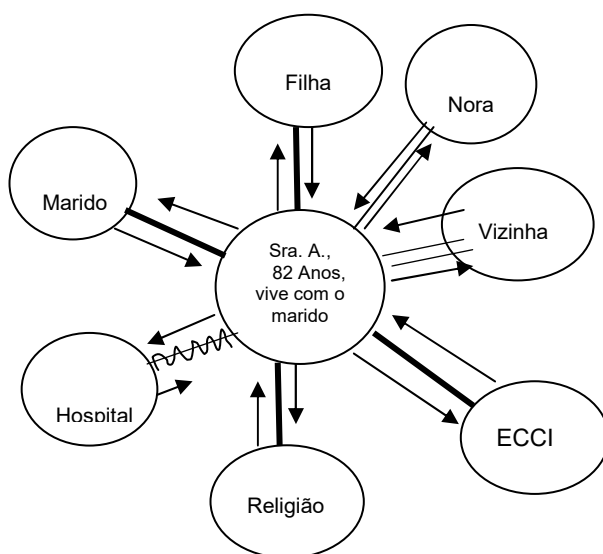 Filha
Nora
Marido
Vizinha
Sra. A.,
82 Anos,
vive com o
marido
Hospital
ECCI
Religião